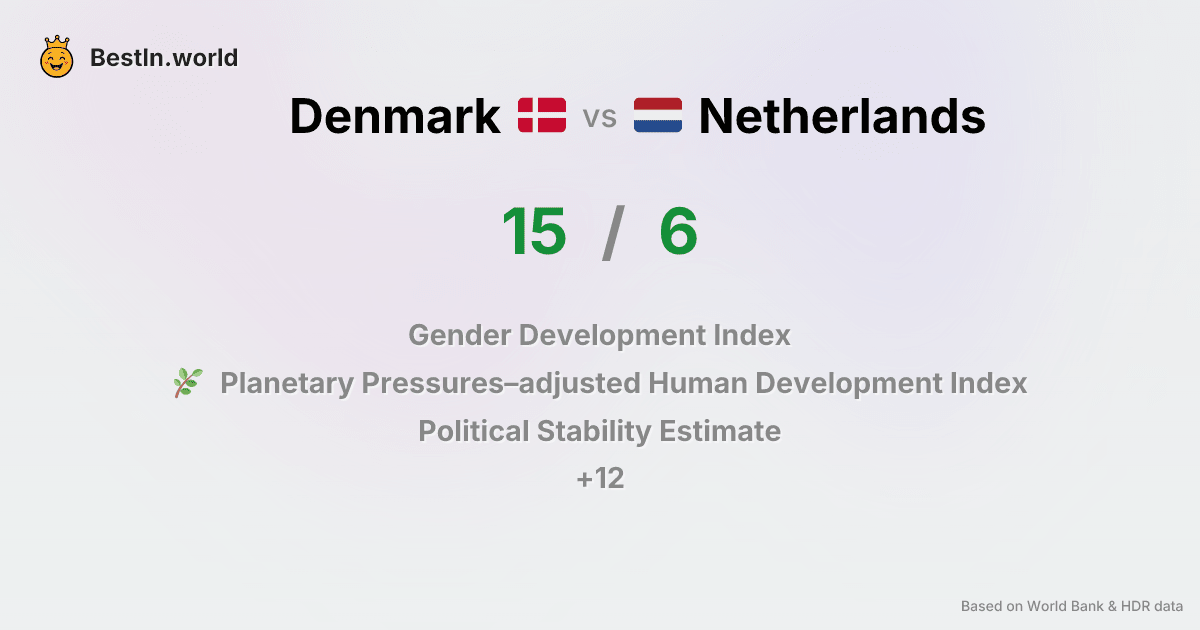 BestIn.world
Denmark vs Netherlands
15 / 6
Gender Development Index
Planetary Pressures–adjusted Human Development Index
Political Stability Estimate
+12
Based on World Bank & HDR data